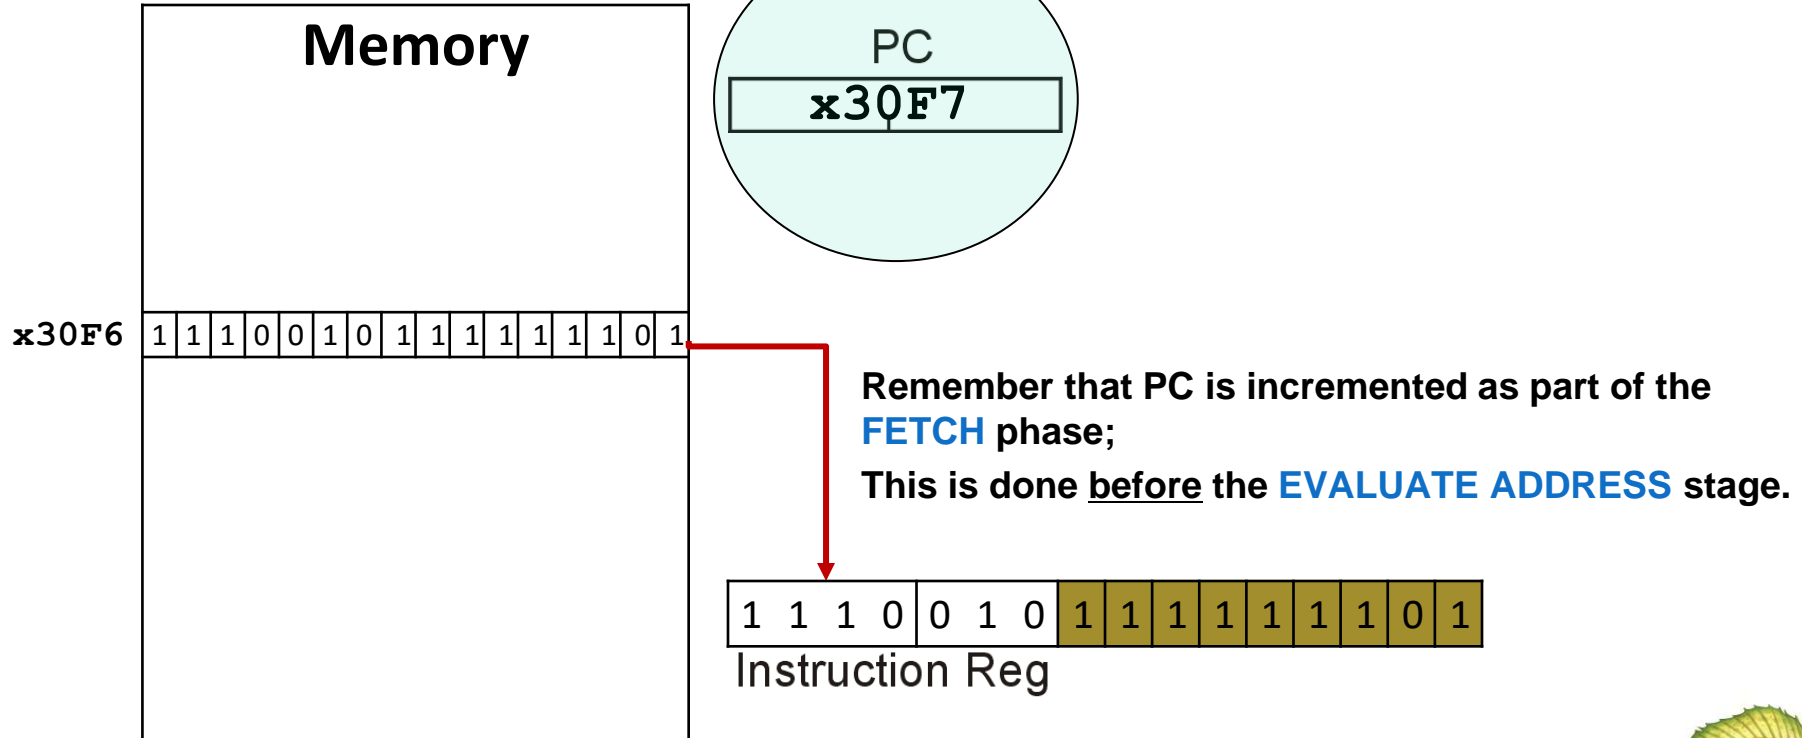 Memory
PC
x30F7
x30F6 1 1 1 0 0 1 0 1 1 1 1 1 1 1 0 1
Remember that PC is incremented as part of the
FETCH phase;
This is done before the EVALUATE ADDRESS stage.
1 1 1 0 0 1 0 1 1 1 1 1 1 1 0 1
Instruction Reg